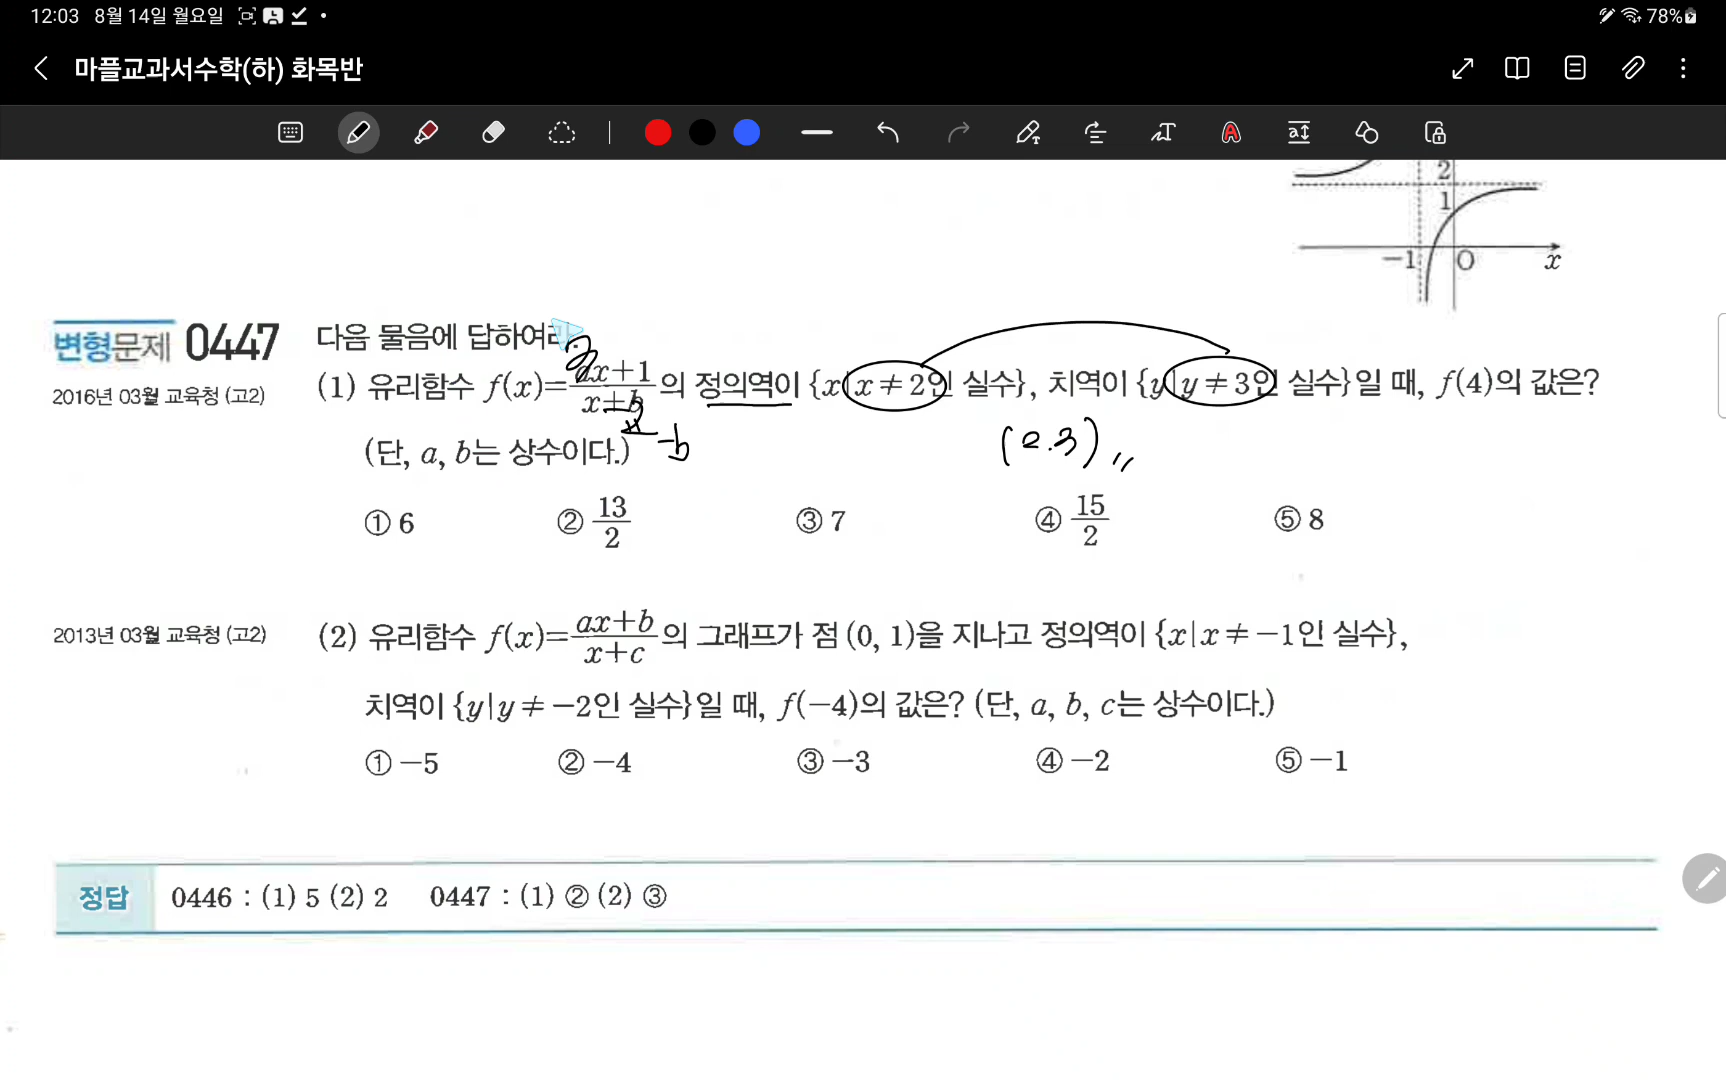 12:03 8월 14일 월요일 78%
마플교과서수학(하) 화목반
2
1
-1 O x
변형문제 0447 다음 물음에 답하여라.
2016년 03월 교육청 (고2)
(1) 유리함수 f(x)=(ax+1)/(x+b)의 정의역이 {x|x≠2인 실수}, 치역이 {y|y≠3인 실수}일 때, f(4)의 값은?
(단, a, b는 상수이다.) -b (2.3)
① 6 ② 13/2 ③ 7 ④ 15/2 ⑤ 8
2013년 03월 교육청 (고2)
(2) 유리함수 f(x)=(ax+b)/(x+c)의 그래프가 점 (0, 1)을 지나고 정의역이 {x|x≠-1인 실수},
치역이 {y|y≠-2인 실수}일 때, f(-4)의 값은? (단, a, b, c는 상수이다.)
① -5 ② -4 ③ -3 ④ -2 ⑤ -1
정답 0446 : (1) 5 (2) 2 0447 : (1) ② (2) ③